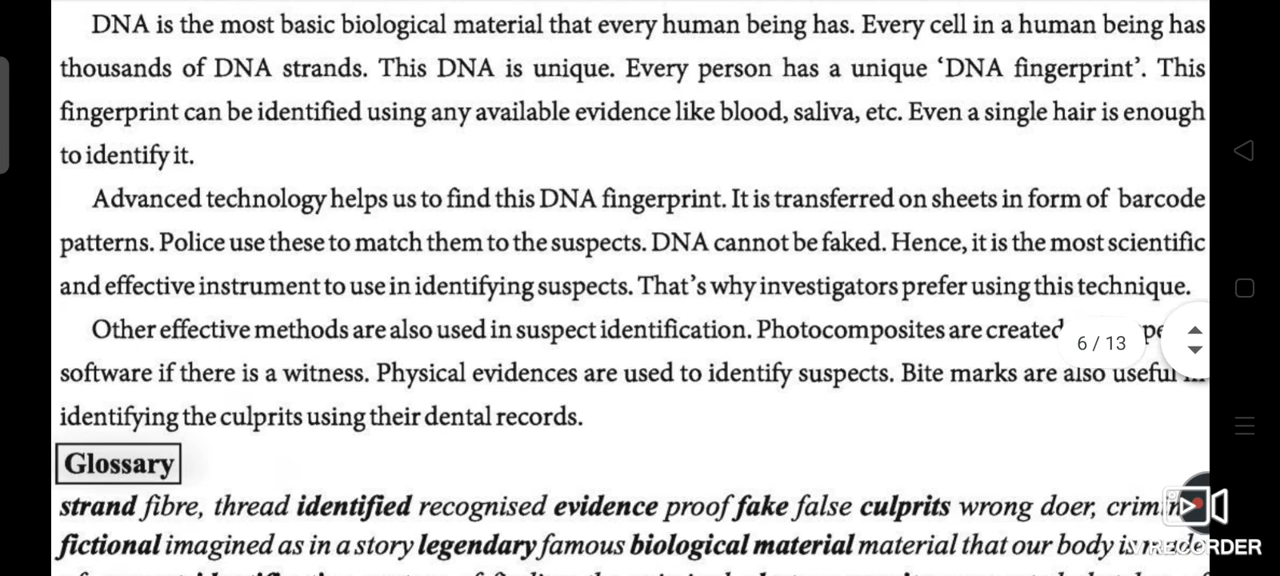 DNA is the most basic biological material that every human being has. Every cell in a human being has
thousands of DNA strands. This DNA is unique. Every person has a unique ‘DNA fingerprint’. This
fingerprint can be identified using any available evidence like blood, saliva, etc. Even a single hair is enough
to identify it.
Advanced technology helps us to find this DNA fingerprint. It is transferred on sheets in form of barcode
patterns. Police use these to match them to the suspects. DNA cannot be faked. Hence, it is the most scientific
and effective instrument to use in identifying suspects. That’s why investigators prefer using this technique.
Other effective methods are also used in suspect identification. Photocomposites are created
6 / 13
software if there is a witness. Physical evidences are used to identify suspects. Bite marks are also useful
identifying the culprits using their dental records.
Glossary
strand fibre, thread identified recognised evidence proof fake false culprits wrong doer,
fictional imagined as in a story legendary famous biological material material that our body is
RECORDER